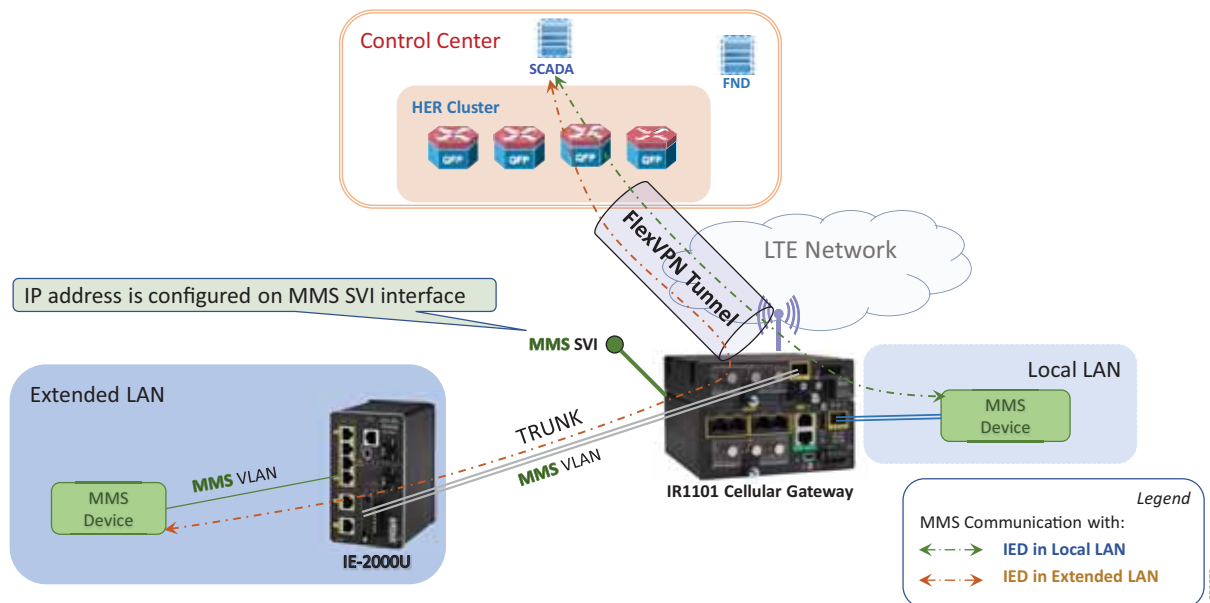 Control Center
SCADA
FND
HER Cluster
QFP
QFP
QFP
QFP
FlexVPN Tunnel
LTE Network
IP address is configured on MMS SVI interface
MMS SVI
Extended LAN
Local LAN
MMS
Device
TRUNK
MMS VLAN
MMS VLAN
IR1101 Cellular Gateway
MMS
Device
IE-2000U
Legend
MMS Communication with:
IED in Local LAN
IED in Extended LAN